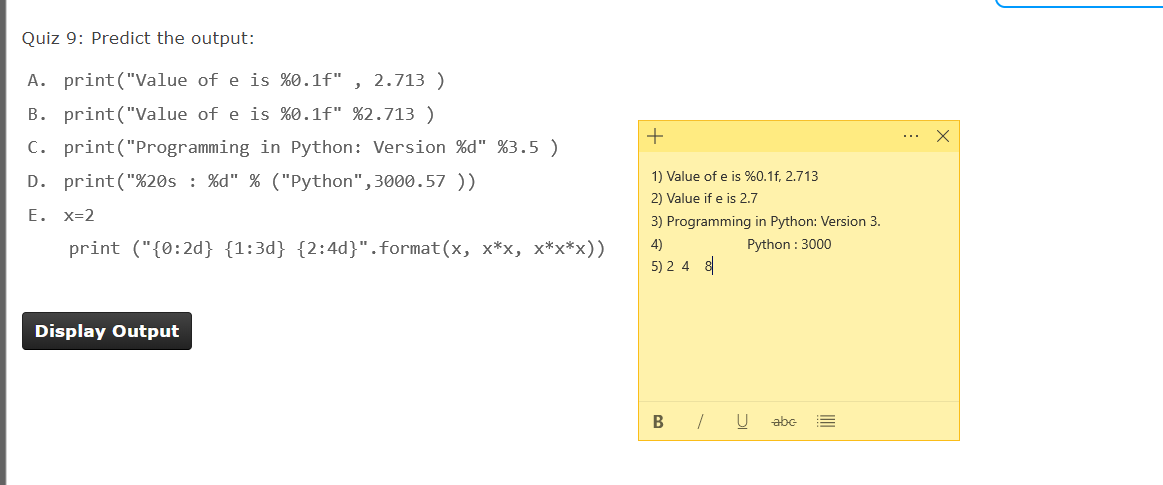 Quiz 9: Predict the output:
A. print("Value of e is %0.1f" , 2.713 )
B. print("Value of e is %0.1f" %2.713 )
C. print("Programming in Python: Version %d" %3.5 )
D. print("%20s : %d" % ("Python",3000.57 ))
E. x=2
print ("{0:2d} {1:3d} {2:4d}".format(x, x*x, x*x*x))
Display Output
1) Value of e is %0.1f, 2.713
2) Value if e is 2.7
3) Programming in Python: Version 3.
4) Python : 3000
5) 2 4 8
B I U abc